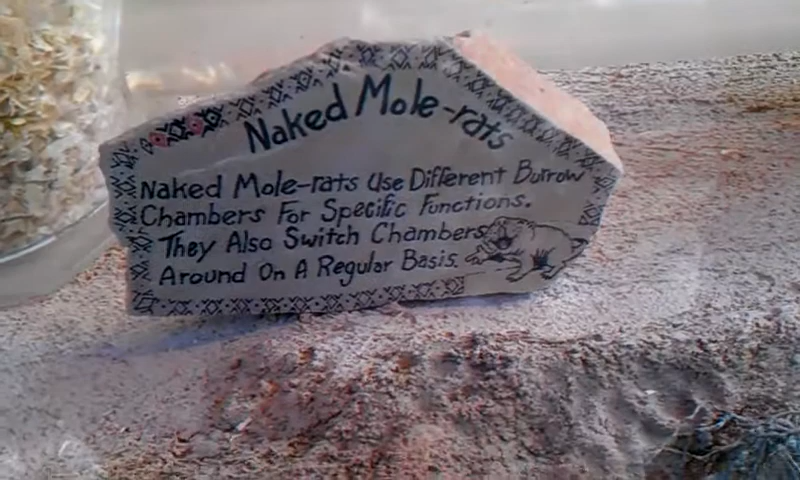 Naked Mole-rats
Naked Mole-rats Use Different Burrow
Chambers For Specific Functions.
They Also Switch Chambers
Around On A Regular Basis.